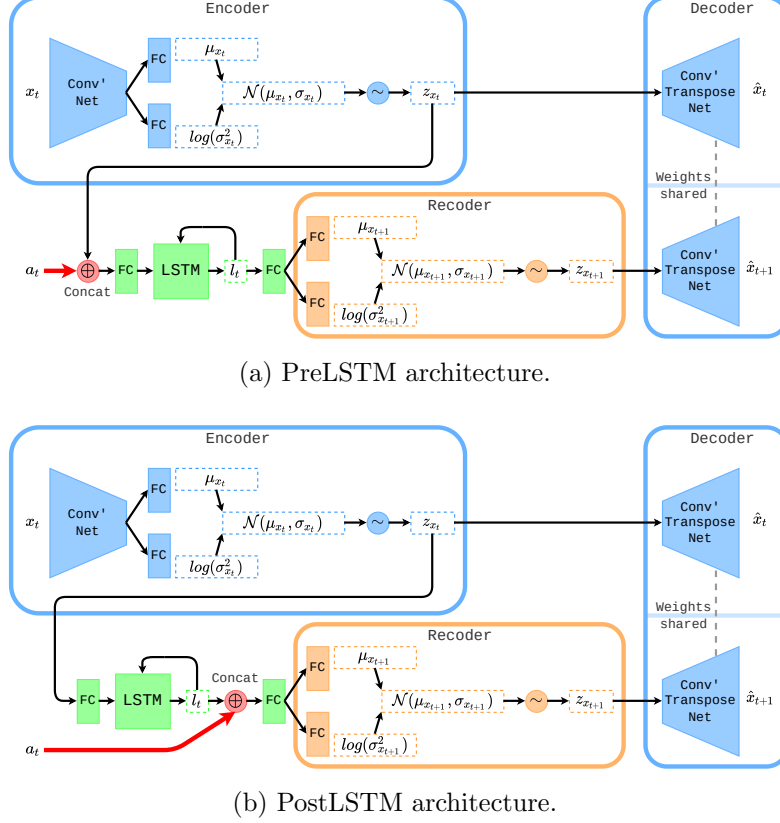 Encoder
Decoder
x_t
Conv'
Net
FC
FC
μ_{x_t}
log(σ²_{x_t})
𝒩(μ_{x_t}, σ_{x_t})
~
z_{x_t}
Conv'
Transpose
Net
x̂_t
Weights
shared
Recoder
a_t
⊕
Concat
FC
LSTM
l_t
FC
FC
FC
μ_{x_{t+1}}
log(σ²_{x_{t+1}})
𝒩(μ_{x_{t+1}}, σ_{x_{t+1}})
~
z_{x_{t+1}}
Conv'
Transpose
Net
x̂_{t+1}
(a) PreLSTM architecture.
Encoder
Decoder
x_t
Conv'
Net
FC
FC
μ_{x_t}
log(σ²_{x_t})
𝒩(μ_{x_t}, σ_{x_t})
~
z_{x_t}
Conv'
Transpose
Net
x̂_t
Weights
shared
Recoder
FC
LSTM
l_t
Concat
⊕
a_t
FC
FC
FC
μ_{x_{t+1}}
log(σ²_{x_{t+1}})
𝒩(μ_{x_{t+1}}, σ_{x_{t+1}})
~
z_{x_{t+1}}
Conv'
Transpose
Net
x̂_{t+1}
(b) PostLSTM architecture.